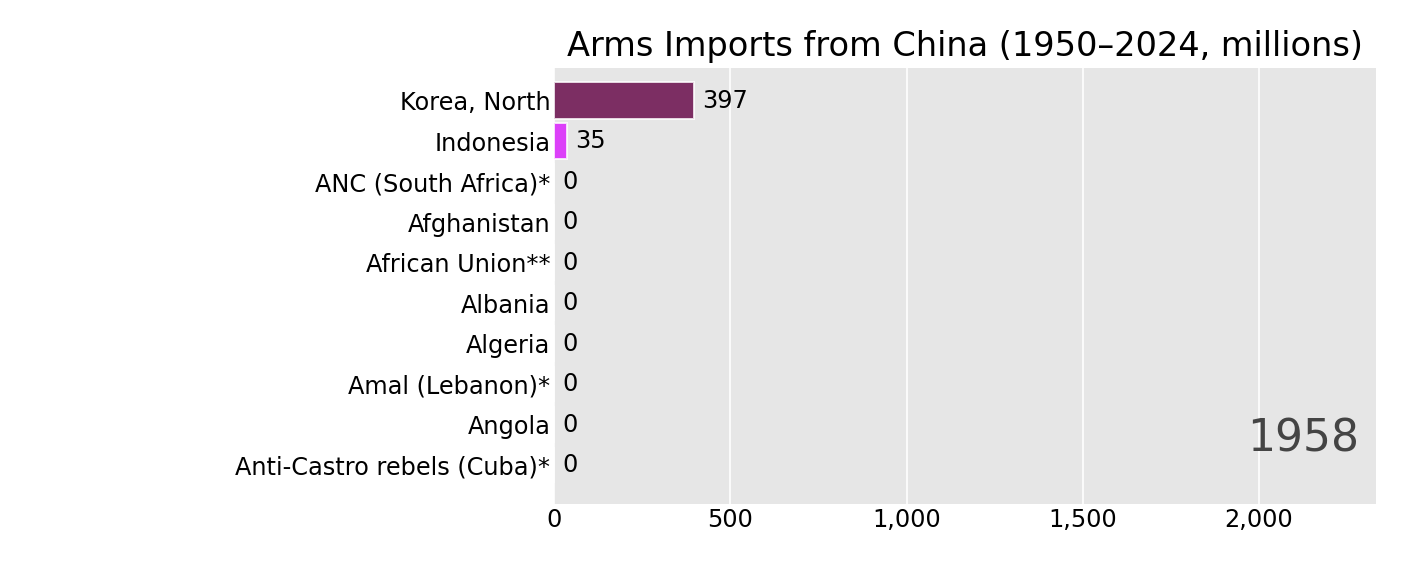 Arms Imports from China (1950–2024, millions)
Korea, North 397
Indonesia 35
ANC (South Africa)* 0
Afghanistan 0
African Union** 0
Albania 0
Algeria 0
Amal (Lebanon)* 0
Angola 0
1958
Anti-Castro rebels (Cuba)* 0
0 500 1,000 1,500 2,000